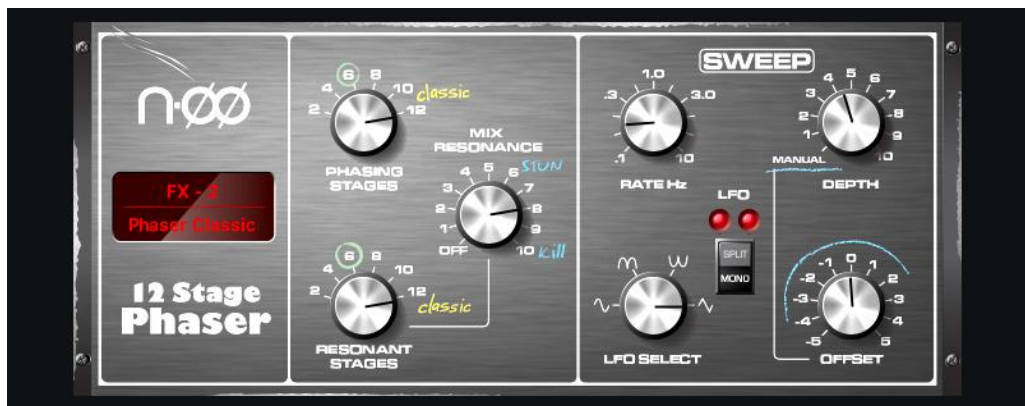 n·øø
FX - 2
Phaser Classic
12 Stage
Phaser
2 4 6 8 10 12
classic
PHASING
STAGES
MIX
RESONANCE
OFF 1 2 3 4 5 6 7 8 9 10
STUN
Kill
2 4 6 8 10 12
classic
RESONANT
STAGES
SWEEP
.1 .3 1.0 3.0 10
RATE Hz
MANUAL 1 2 3 4 5 6 7 8 9 10
DEPTH
LFO
SPLIT
MONO
LFO SELECT
-5 -4 -3 -2 -1 0 1 2 3 4 5
OFFSET